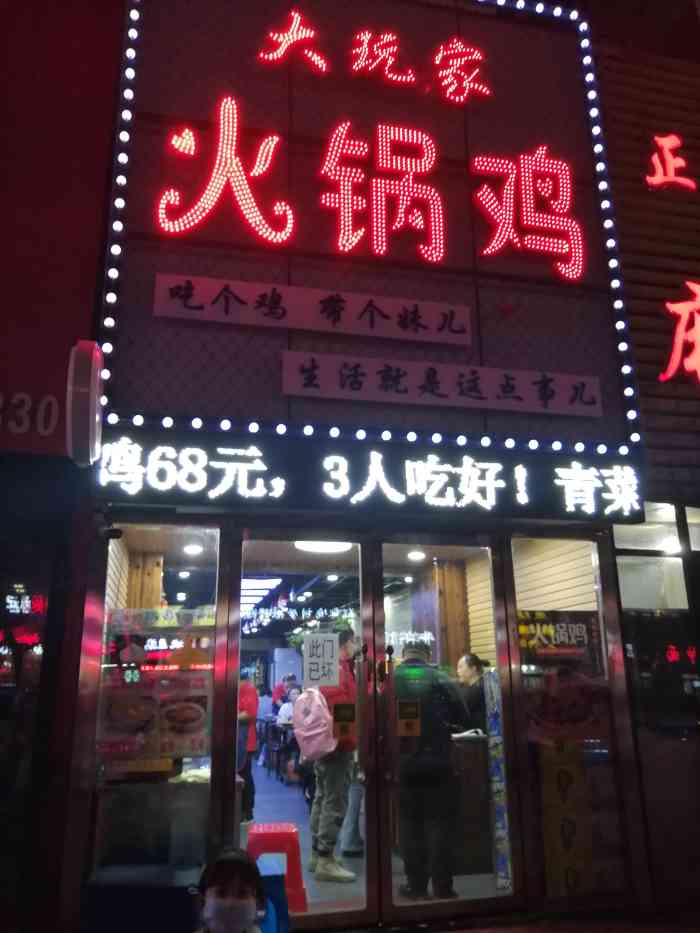 大玩家
火锅鸡
正
吃个鸡 带个妹儿
生活就是这点事儿
330
鸡68元，3人吃好！青菜
火锅鸡
此门
已坏